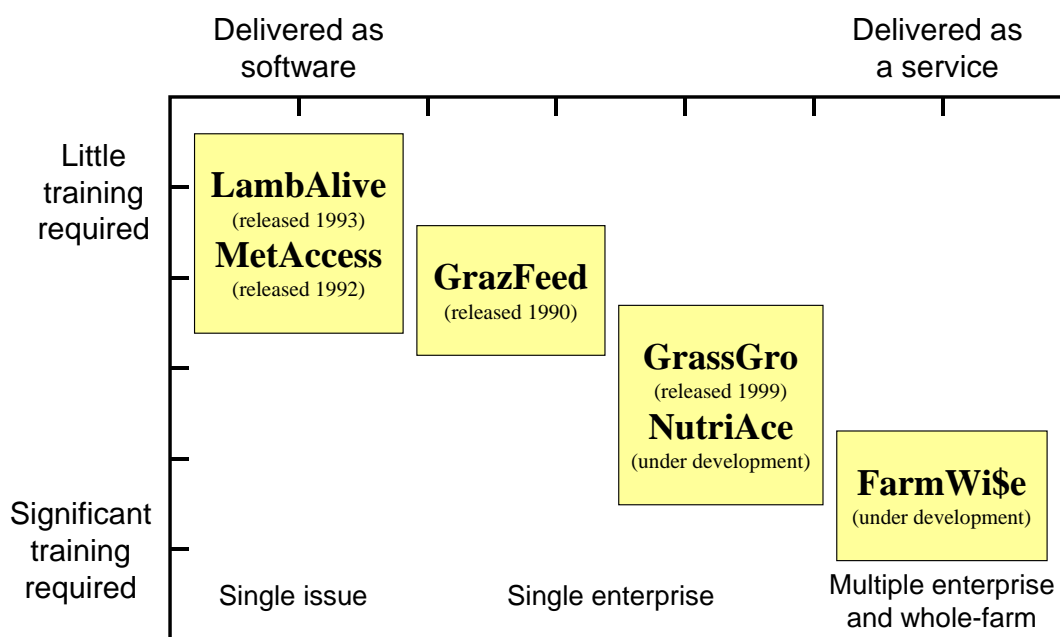 Delivered as
software
Delivered as
a service
Little
training
required
LambAlive
(released 1993)
MetAccess
(released 1992)
GrazFeed
(released 1990)
GrassGro
(released 1999)
NutriAce
(under development)
FarmWi$e
(under development)
Significant
training
required
Single issue
Single enterprise
Multiple enterprise
and whole-farm